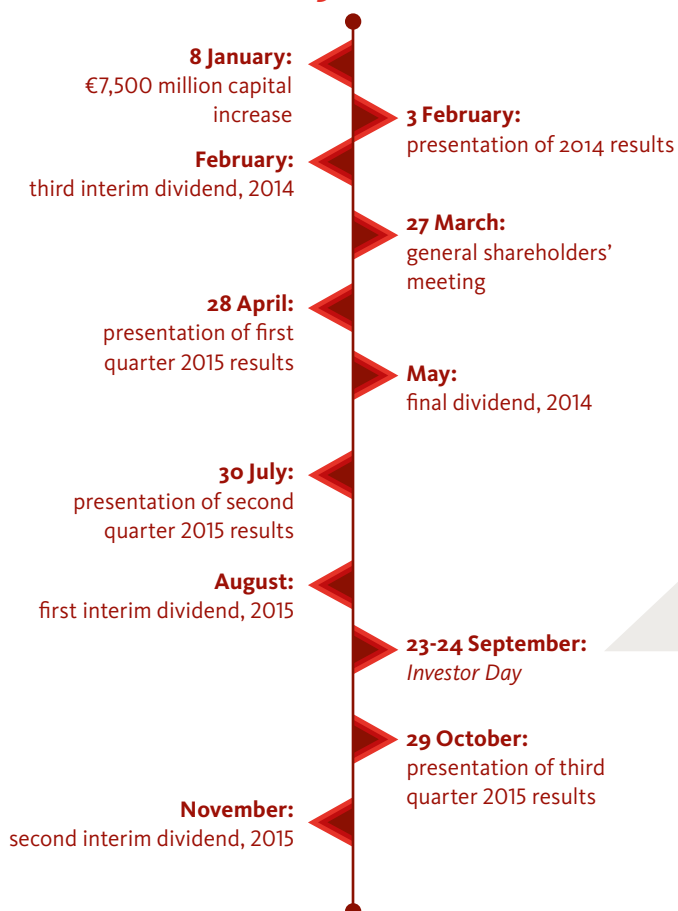 8 January:
€7,500 million capital
increase
3 February:
presentation of 2014 results
February:
third interim dividend, 2014
27 March:
general shareholders’
meeting
28 April:
presentation of first
quarter 2015 results
May:
final dividend, 2014
30 July:
presentation of second
quarter 2015 results
August:
first interim dividend, 2015
23-24 September:
Investor Day
29 October:
presentation of third
quarter 2015 results
November:
second interim dividend, 2015